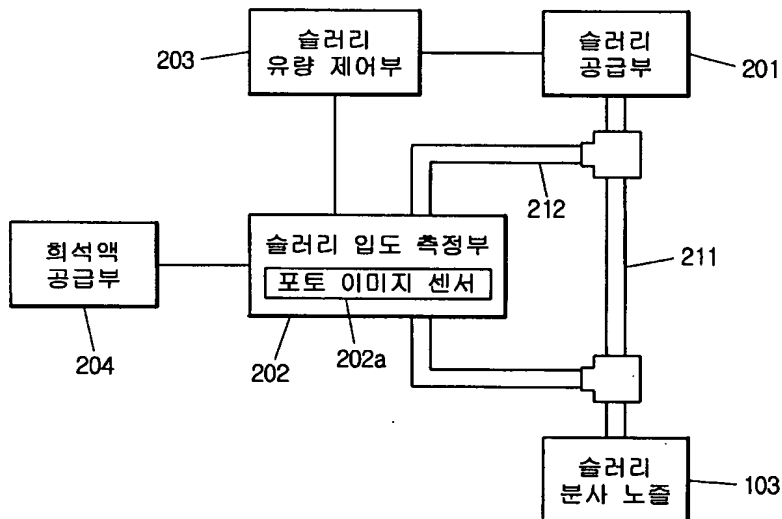 슬러리
유량 제어부
203
슬러리
공급부
201
212
211
희석액
공급부
204
슬러리 입도 측정부
포토 이미지 센서
202
202a
슬러리
분사 노즐
103